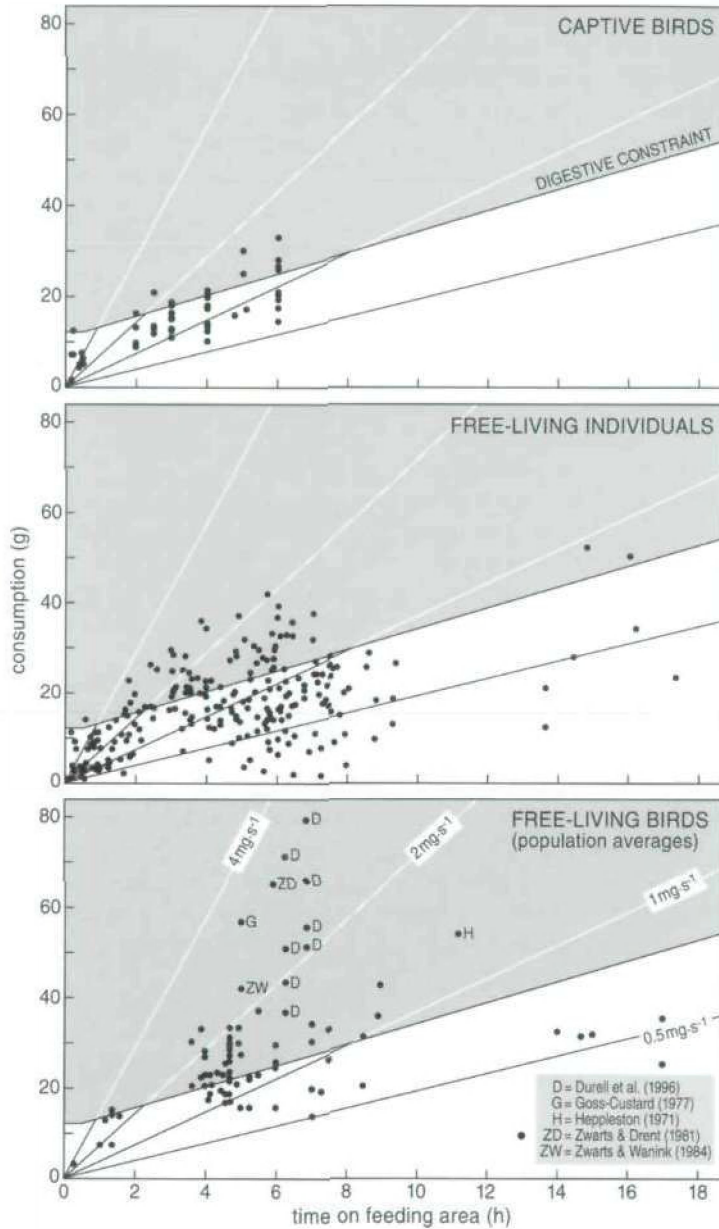 CAPTIVE BIRDS
80
60
40
20
0
DIGESTIVE CONSTRAINT
FREE-LIVING INDIVIDUALS
80
60
40
20
0
consumption (g)
FREE-LIVING BIRDS
(population averages)
80
60
40
20
0
4mg·s-1
2mg·s-1
1mg·s-1
0.5mg·s-1
D
D
ZD
D
G
D
D
D
H
ZW
D
D
D = Durell et al. (1996)
G = Goss-Custard (1977)
H = Heppleston (1971)
ZD = Zwarts & Drent (1981)
ZW = Zwarts & Wanink (1984)
0 2 4 6 8 10 12 14 16 18
time on feeding area (h)